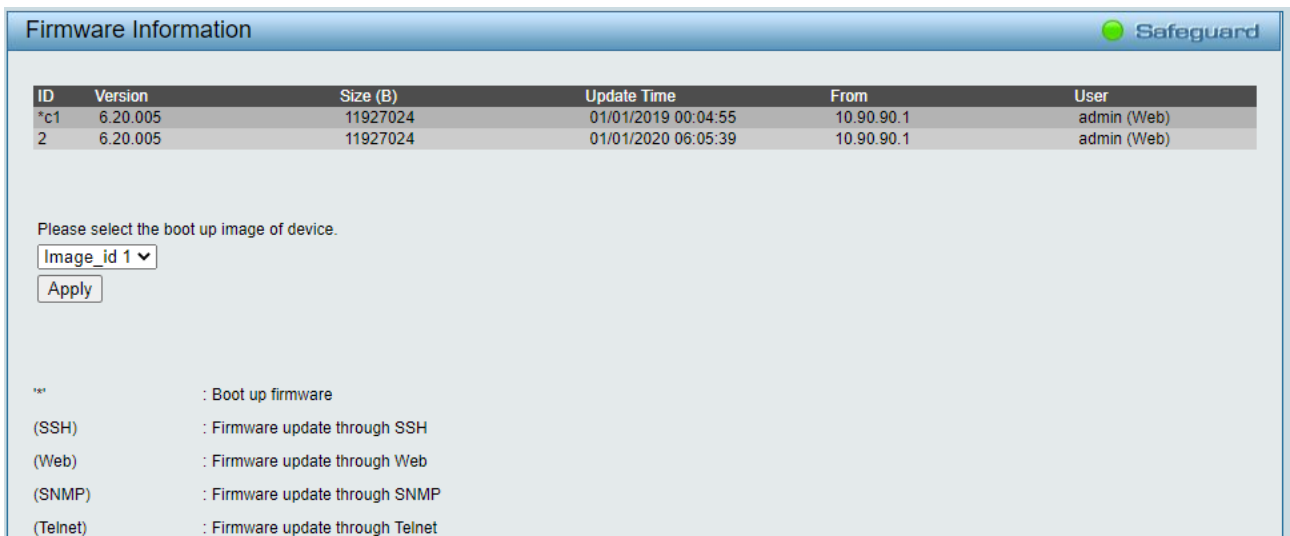 Firmware Information Safeguard
ID Version Size (B) Update Time From User
*c1 6.20.005 11927024 01/01/2019 00:04:55 10.90.90.1 admin (Web)
2 6.20.005 11927024 01/01/2020 06:05:39 10.90.90.1 admin (Web)
Please select the boot up image of device.
Image_id 1
Apply
'*' : Boot up firmware
(SSH) : Firmware update through SSH
(Web) : Firmware update through Web
(SNMP) : Firmware update through SNMP
(Telnet) : Firmware update through Telnet